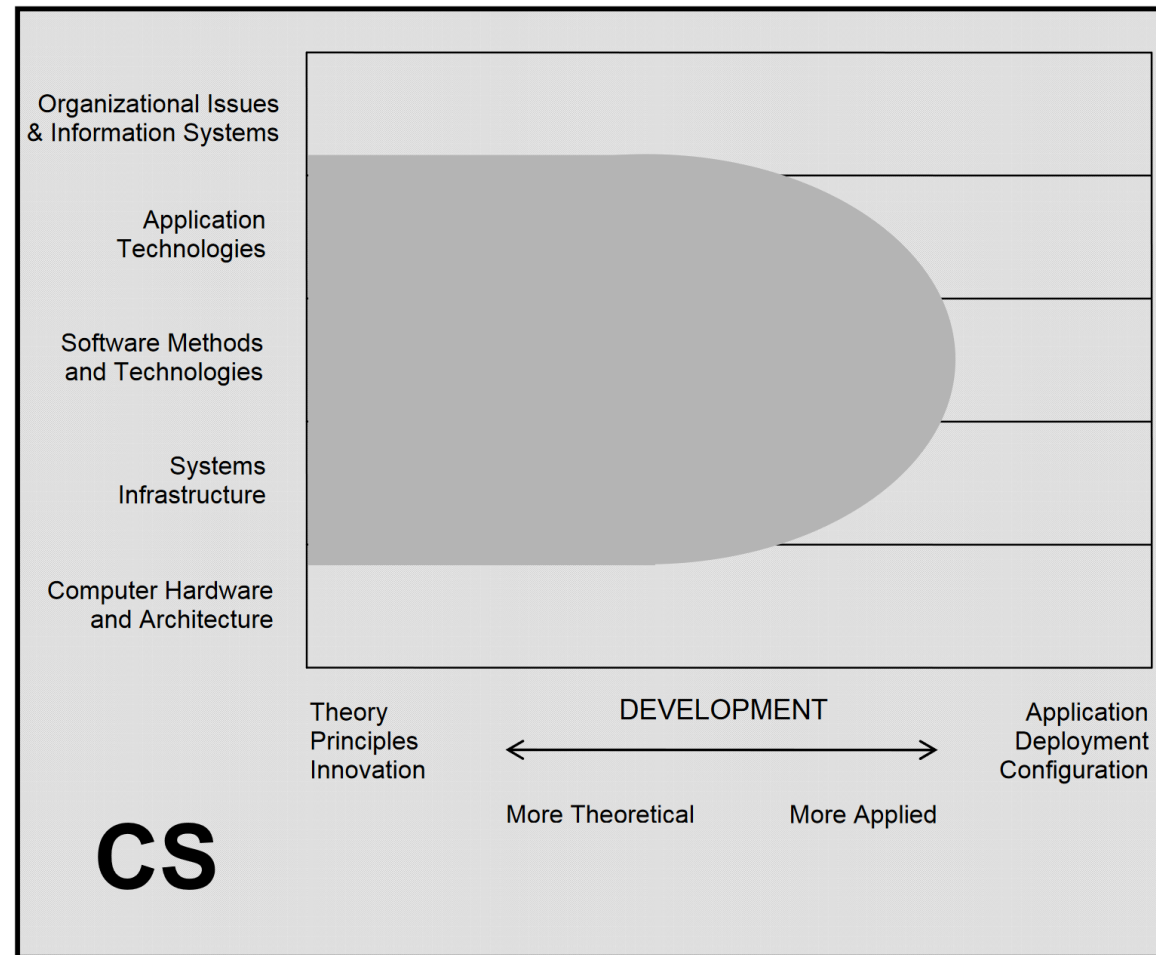 Organizational Issues
& Information Systems
Application
Technologies
Software Methods
and Technologies
Systems
Infrastructure
Computer Hardware
and Architecture
Theory
Principles
Innovation
DEVELOPMENT
More Theoretical
More Applied
Application
Deployment
Configuration
CS